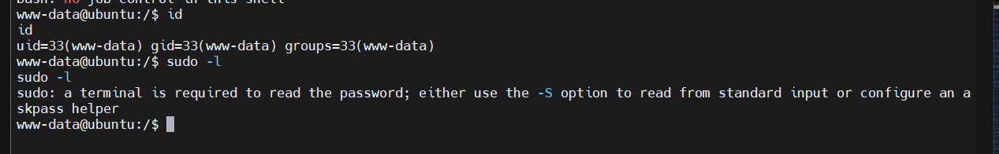 bash: no job control in this shell
www-data@ubuntu:/$ id
id
uid=33(www-data) gid=33(www-data) groups=33(www-data)
www-data@ubuntu:/$ sudo -l
sudo -l
sudo: a terminal is required to read the password; either use the -S option to read from standard input or configure an a
skpass helper
www-data@ubuntu:/$